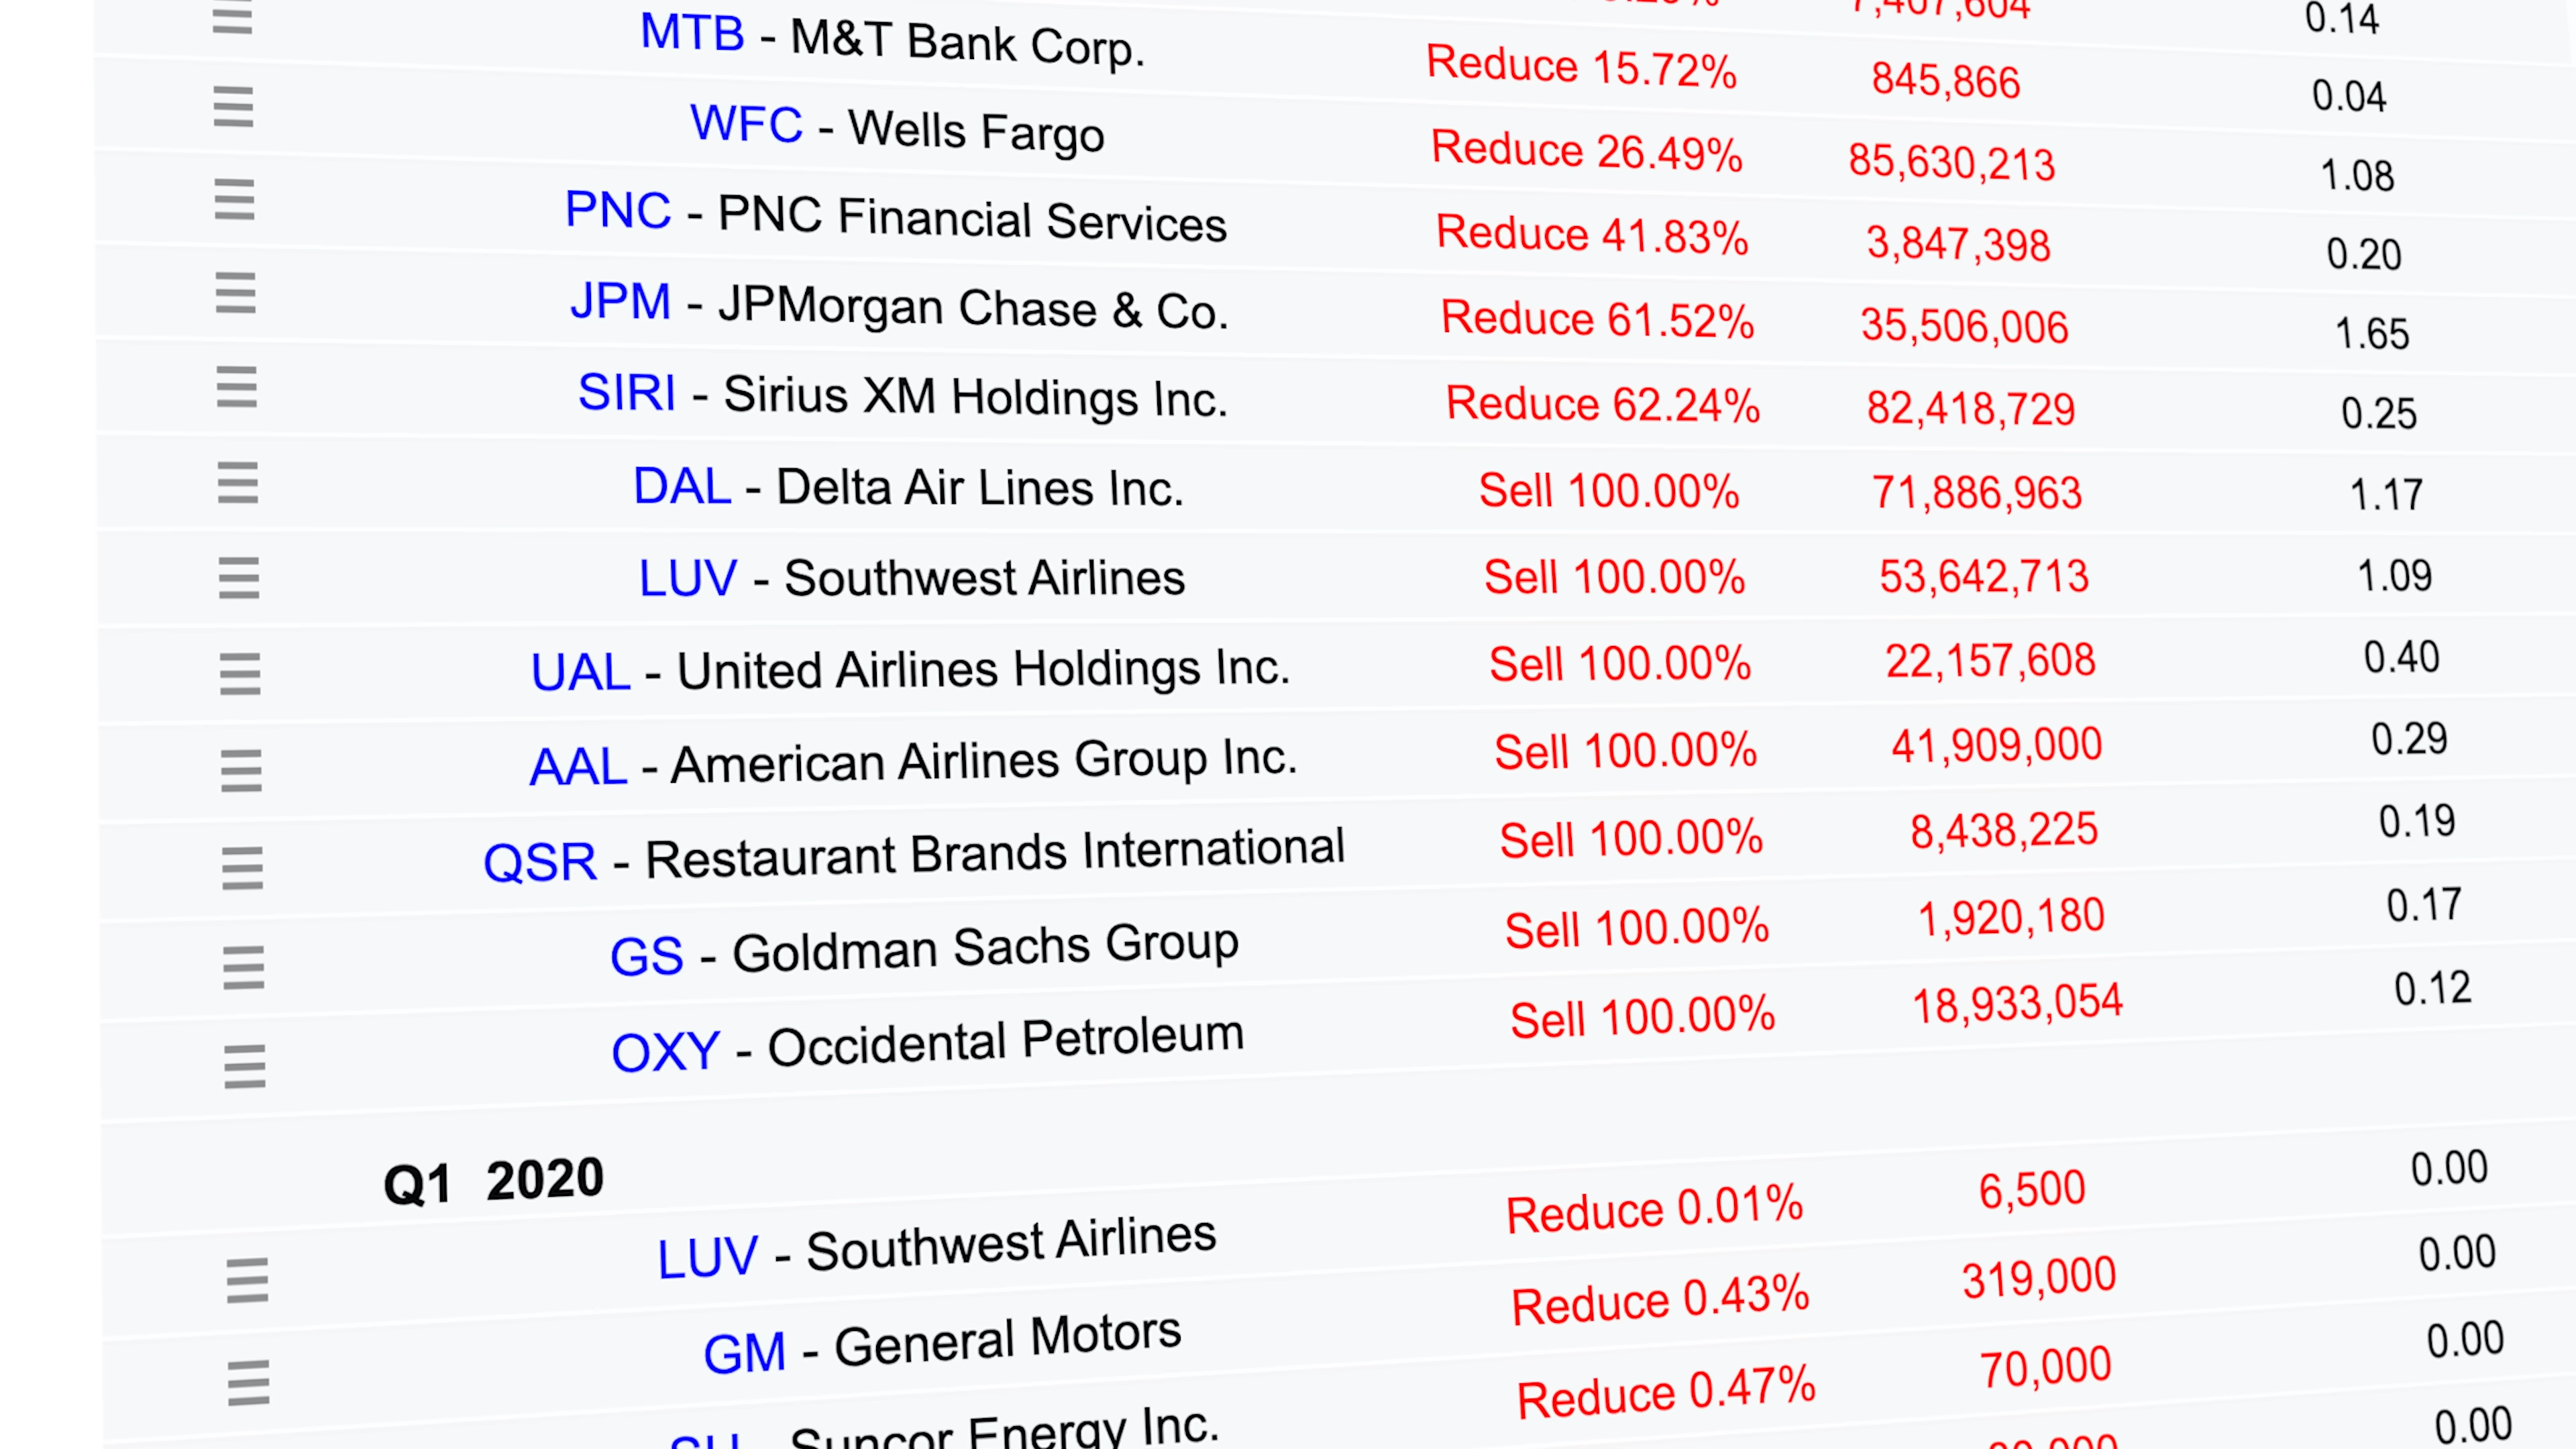 0.14
MTB - M&T Bank Corp. Reduce 15.72% 845,866 0.04
WFC - Wells Fargo Reduce 26.49% 85,630,213 1.08
PNC - PNC Financial Services Reduce 41.83% 3,847,398 0.20
JPM - JPMorgan Chase & Co. Reduce 61.52% 35,506,006 1.65
SIRI - Sirius XM Holdings Inc. Reduce 62.24% 82,418,729 0.25
DAL - Delta Air Lines Inc. Sell 100.00% 71,886,963 1.17
LUV - Southwest Airlines Sell 100.00% 53,642,713 1.09
UAL - United Airlines Holdings Inc. Sell 100.00% 22,157,608 0.40
AAL - American Airlines Group Inc. Sell 100.00% 41,909,000 0.29
QSR - Restaurant Brands International Sell 100.00% 8,438,225 0.19
GS - Goldman Sachs Group Sell 100.00% 1,920,180 0.17
OXY - Occidental Petroleum Sell 100.00% 18,933,054 0.12
Q1 2020
LUV - Southwest Airlines Reduce 0.01% 6,500 0.00
GM - General Motors Reduce 0.43% 319,000 0.00
SU - Suncor Energy Inc. Reduce 0.47% 70,000 0.00
0.00